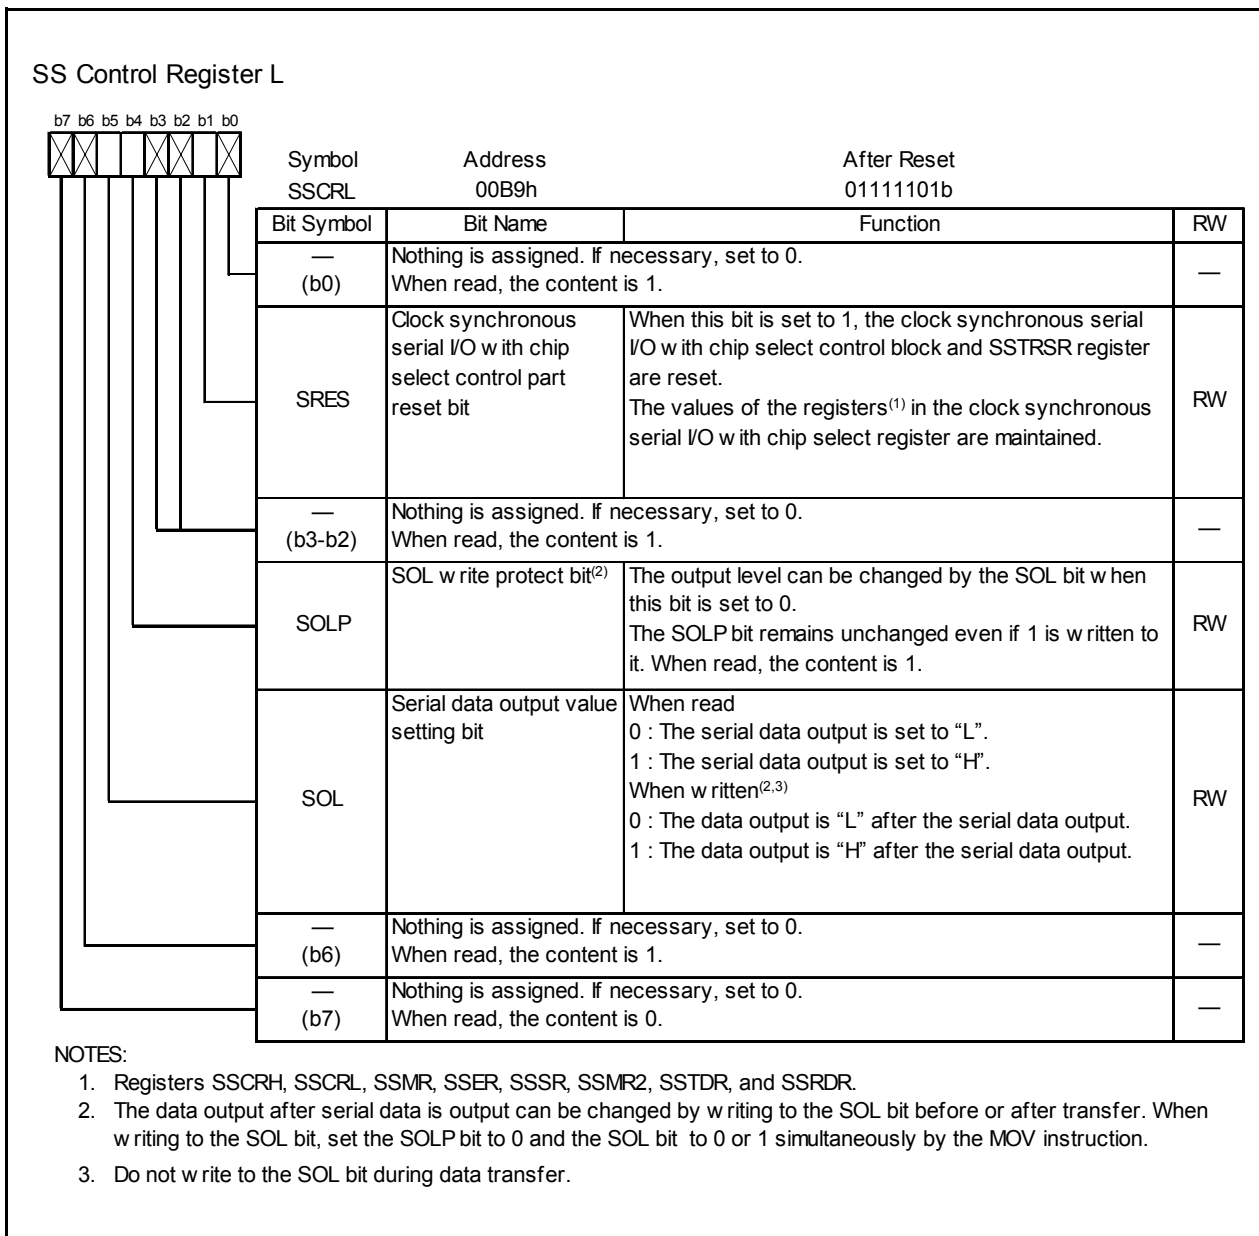 SS Control Register L
b7 b6 b5 b4 b3 b2 b1 b0
Symbol Address After Reset
SSCRL 00B9h 01111101b
Bit Symbol Bit Name Function RW
— (b0) Nothing is assigned. If necessary, set to 0. —
When read, the content is 1.
SRES
Clock synchronous
serial I/O with chip
select control part
reset bit
When this bit is set to 1, the clock synchronous serial
I/O with chip select control block and SSTRSR register
are reset.
The values of the registers(1) in the clock synchronous
serial I/O with chip select register are maintained.
RW
— (b3-b2) Nothing is assigned. If necessary, set to 0. —
When read, the content is 1.
SOLP
SOL write protect bit(2)
The output level can be changed by the SOL bit when
this bit is set to 0.
The SOLP bit remains unchanged even if 1 is written to
it. When read, the content is 1.
RW
SOL
Serial data output value
setting bit
When read
0 : The serial data output is set to “L”.
1 : The serial data output is set to “H”.
When written(2,3)
0 : The data output is “L” after the serial data output.
1 : The data output is “H” after the serial data output.
RW
— (b6) Nothing is assigned. If necessary, set to 0. —
When read, the content is 1.
— (b7) Nothing is assigned. If necessary, set to 0. —
When read, the content is 0.
NOTES:
1. Registers SSCRH, SSCRL, SSMR, SSER, SSSR, SSMR2, SSTDR, and SSRDR.
2. The data output after serial data is output can be changed by writing to the SOL bit before or after transfer. When
writing to the SOL bit, set the SOLP bit to 0 and the SOL bit to 0 or 1 simultaneously by the MOV instruction.
3. Do not write to the SOL bit during data transfer.